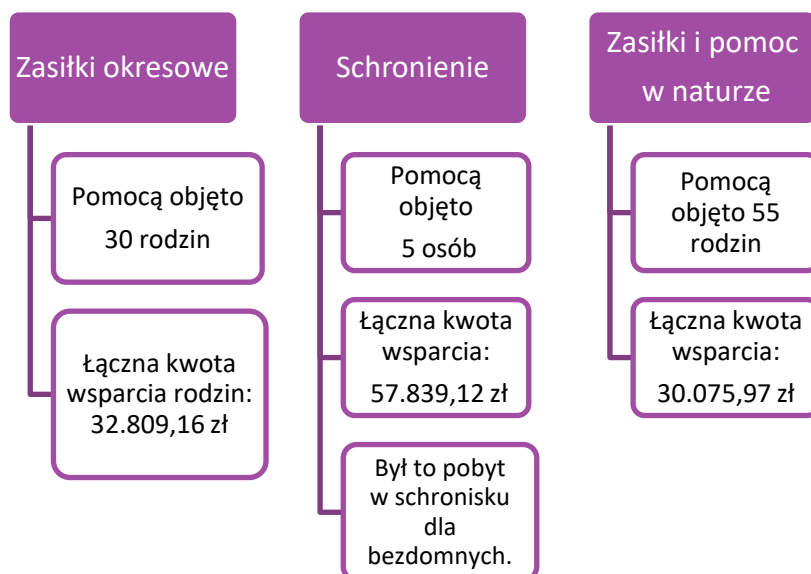 Zasiłki okresowe
Pomocą objęto
30 rodzin
Łączna kwota
wsparcia rodzin:
32.809,16 zł
Schronienie
Pomocą
objęto
5 osób
Łączna kwota
wsparcia:
57.839,12 zł
Był to pobyt
w schronisku
dla
bezdomnych.
Zasiłki i pomoc
w naturze
Pomocą
objęto 55
rodzin
Łączna kwota
wsparcia:
30.075,97 zł